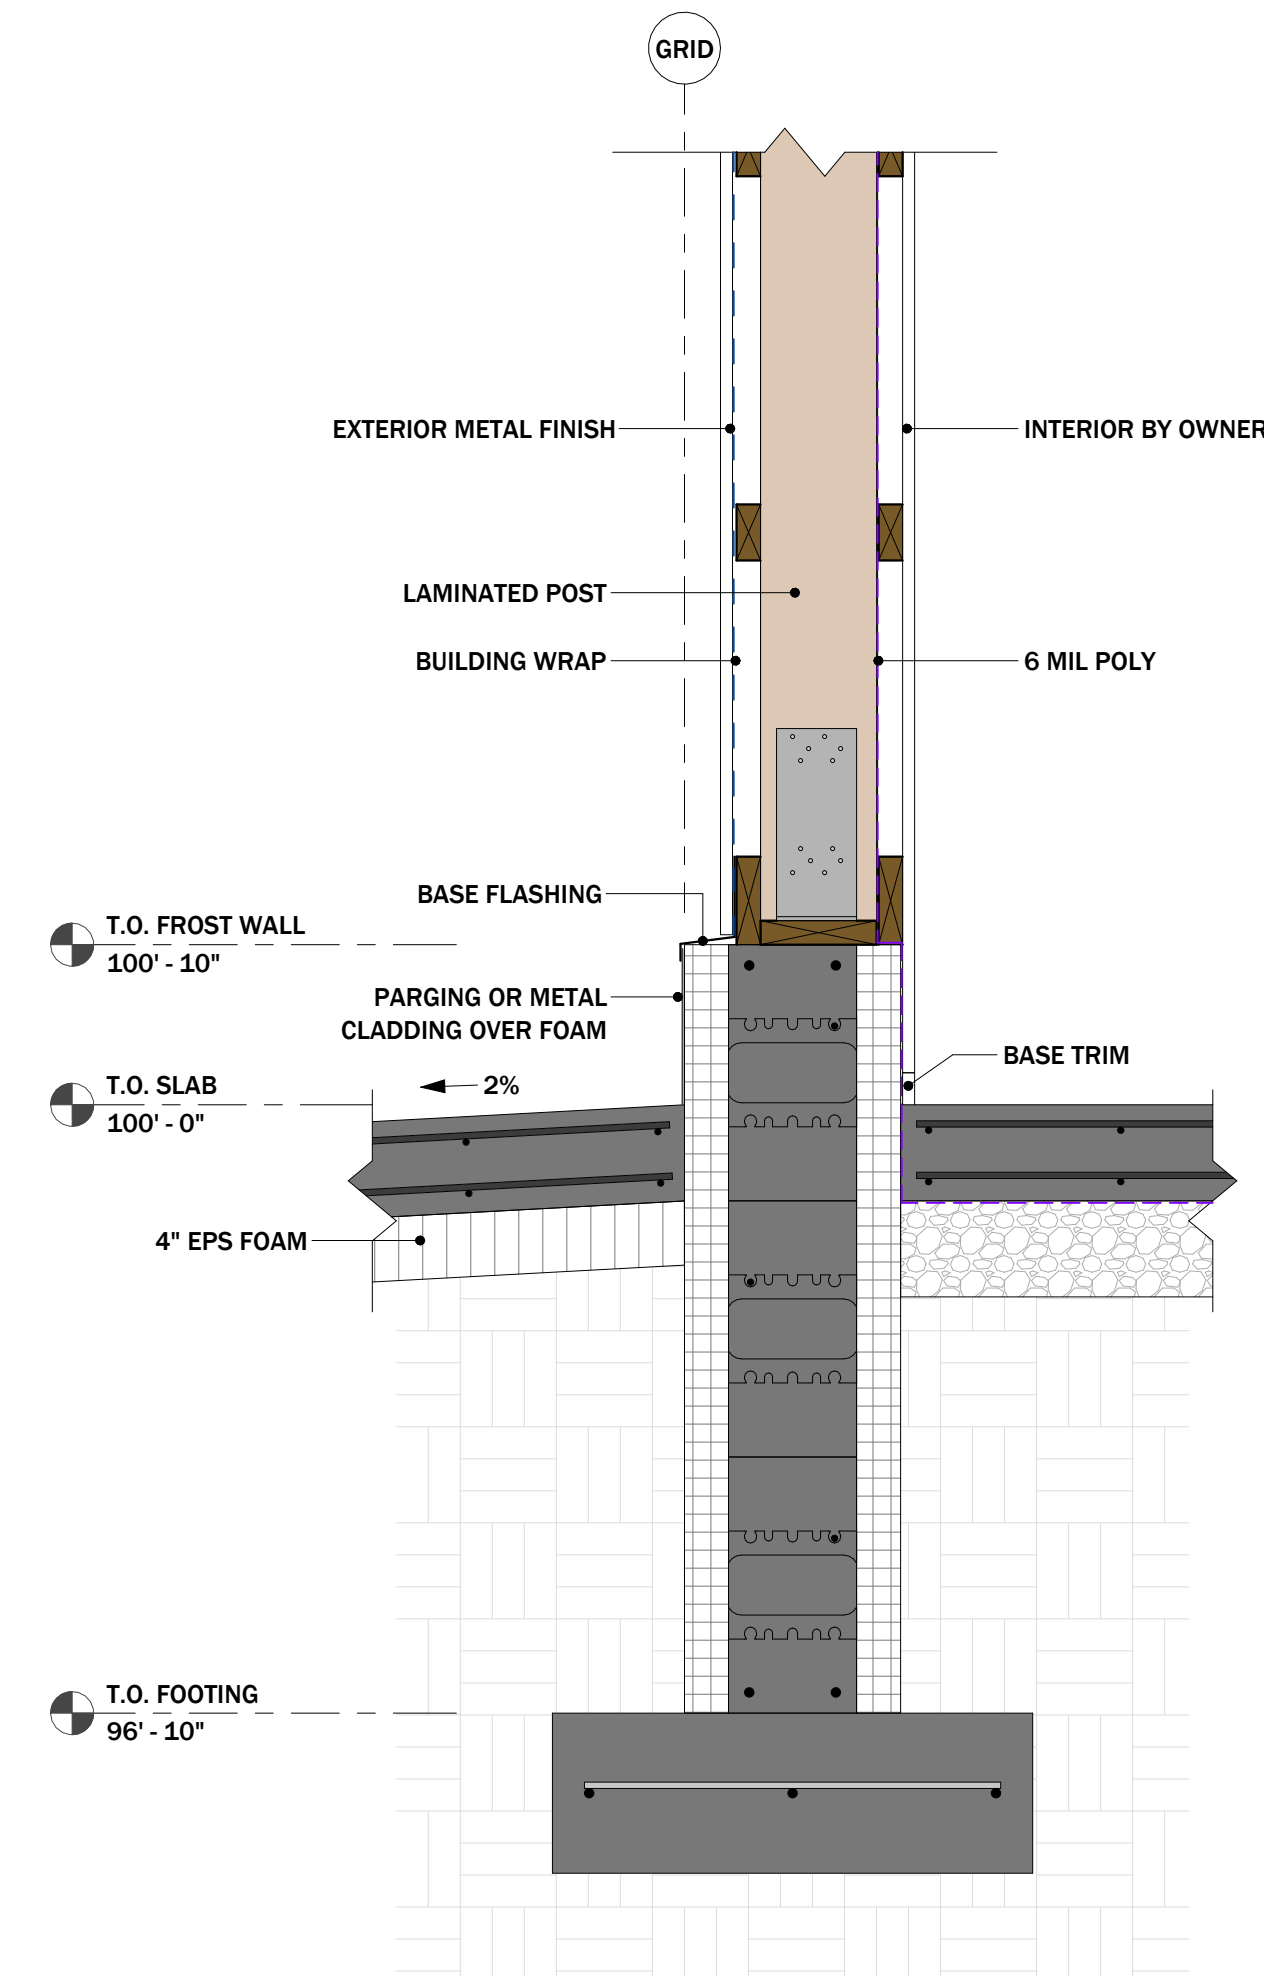 GRID
EXTERIOR METAL FINISH
INTERIOR BY OWNER
LAMINATED POST
BUILDING WRAP
6 MIL POLY
BASE FLASHING
T.O. FROST WALL
100' - 10"
PARGING OR METAL
CLADDING OVER FOAM
BASE TRIM
T.O. SLAB
100' - 0"
2%
4" EPS FOAM
T.O. FOOTING
96' - 10"